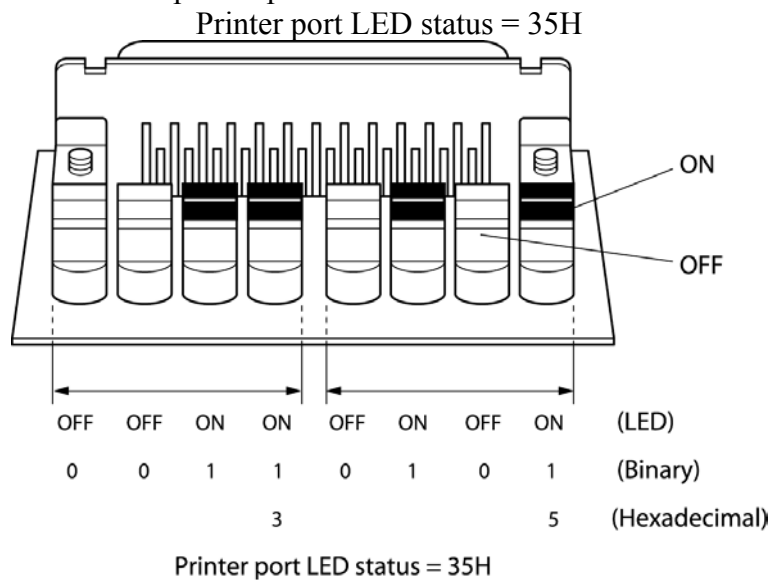 Printer port LED status = 35H
ON
OFF
OFF OFF ON ON OFF ON OFF ON (LED)
0 0 1 1 0 1 0 1 (Binary)
3 5 (Hexadecimal)
Printer port LED status = 35H